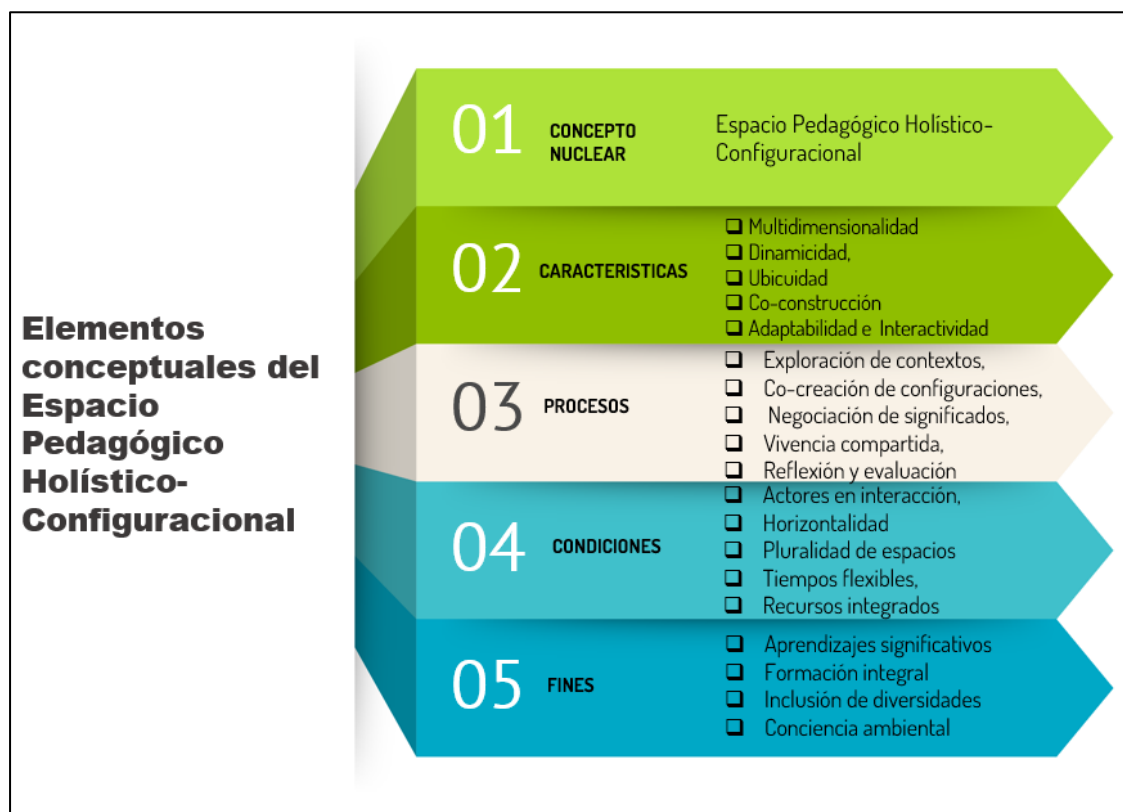 Elementos
conceptuales del
Espacio
Pedagógico
Holístico-
Configuracional
01
CONCEPTO
NUCLEAR
Espacio Pedagógico Holístico-
Configuracional
02
CARACTERISTICAS
❑ Multidimensionalidad
❑ Dinamicidad,
❑ Ubicuidad
❑ Co-construcción
❑ Adaptabilidad e Interactividad
03
PROCESOS
❑ Exploración de contextos,
❑ Co-creación de configuraciones,
❑ Negociación de significados,
❑ Vivencia compartida,
❑ Reflexión y evaluación
04
CONDICIONES
❑ Actores en interacción,
❑ Horizontalidad
❑ Pluralidad de espacios
❑ Tiempos flexibles,
❑ Recursos integrados
05
FINES
❑ Aprendizajes significativos
❑ Formación integral
❑ Inclusión de diversidades
❑ Conciencia ambiental